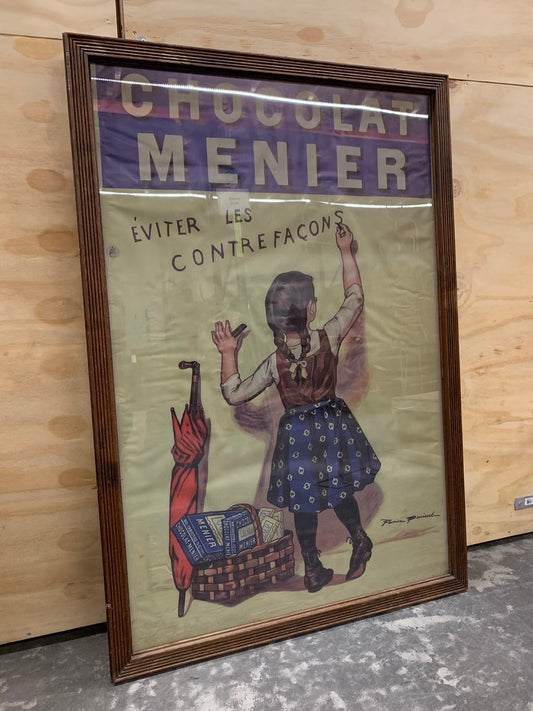 CHOCOLAT
MENIER
ÉVITER LES
CONTREFAÇONS
MENIER